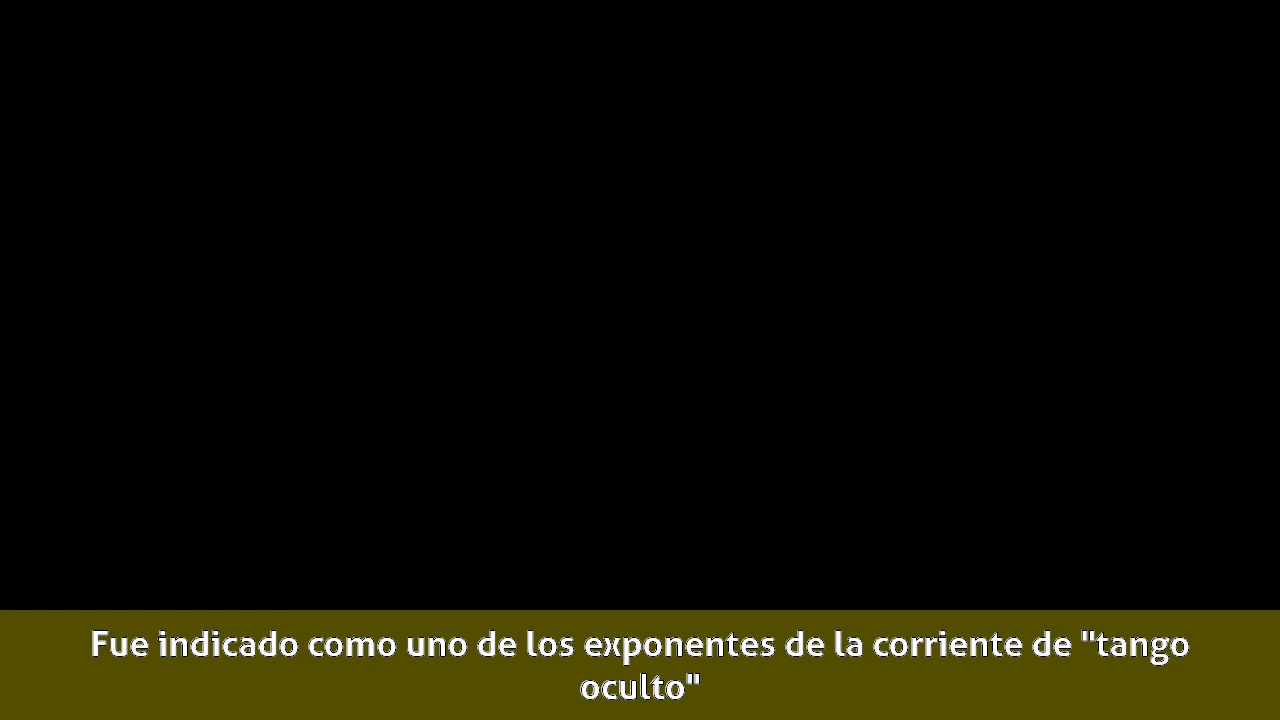 Fue indicado como uno de los exponentes de la corriente de "tango
oculto"